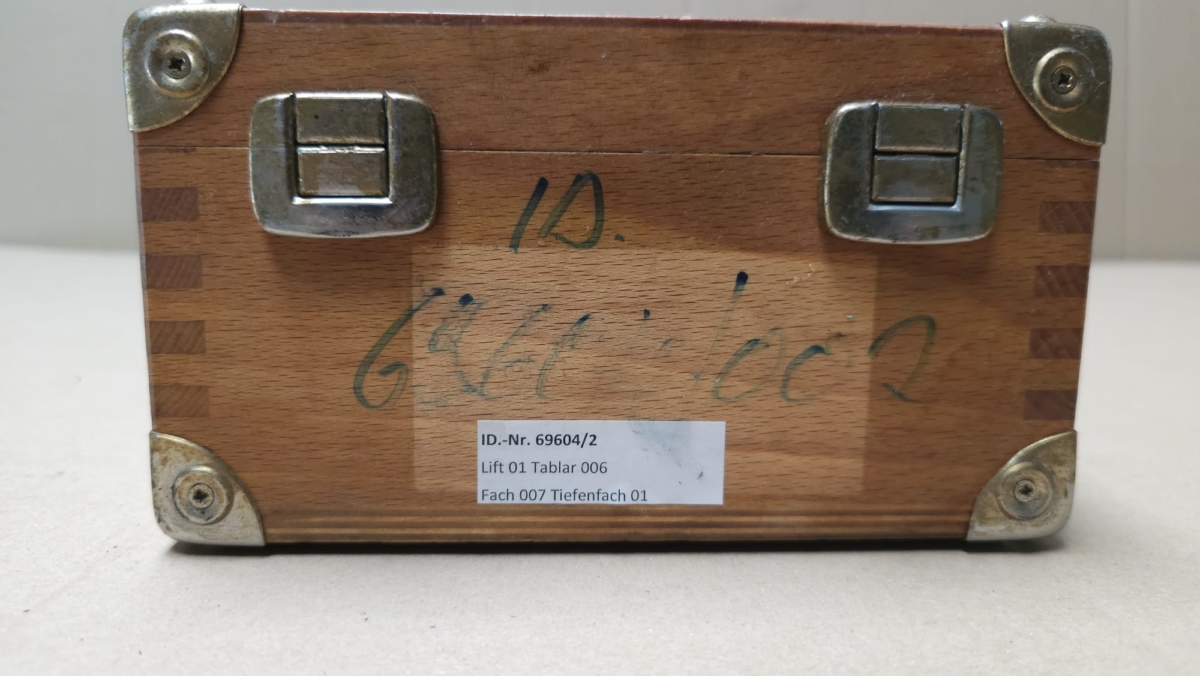 ID.
ID.-Nr. 69604/2
Lift 01 Tablar 006
Fach 007 Tiefenfach 01